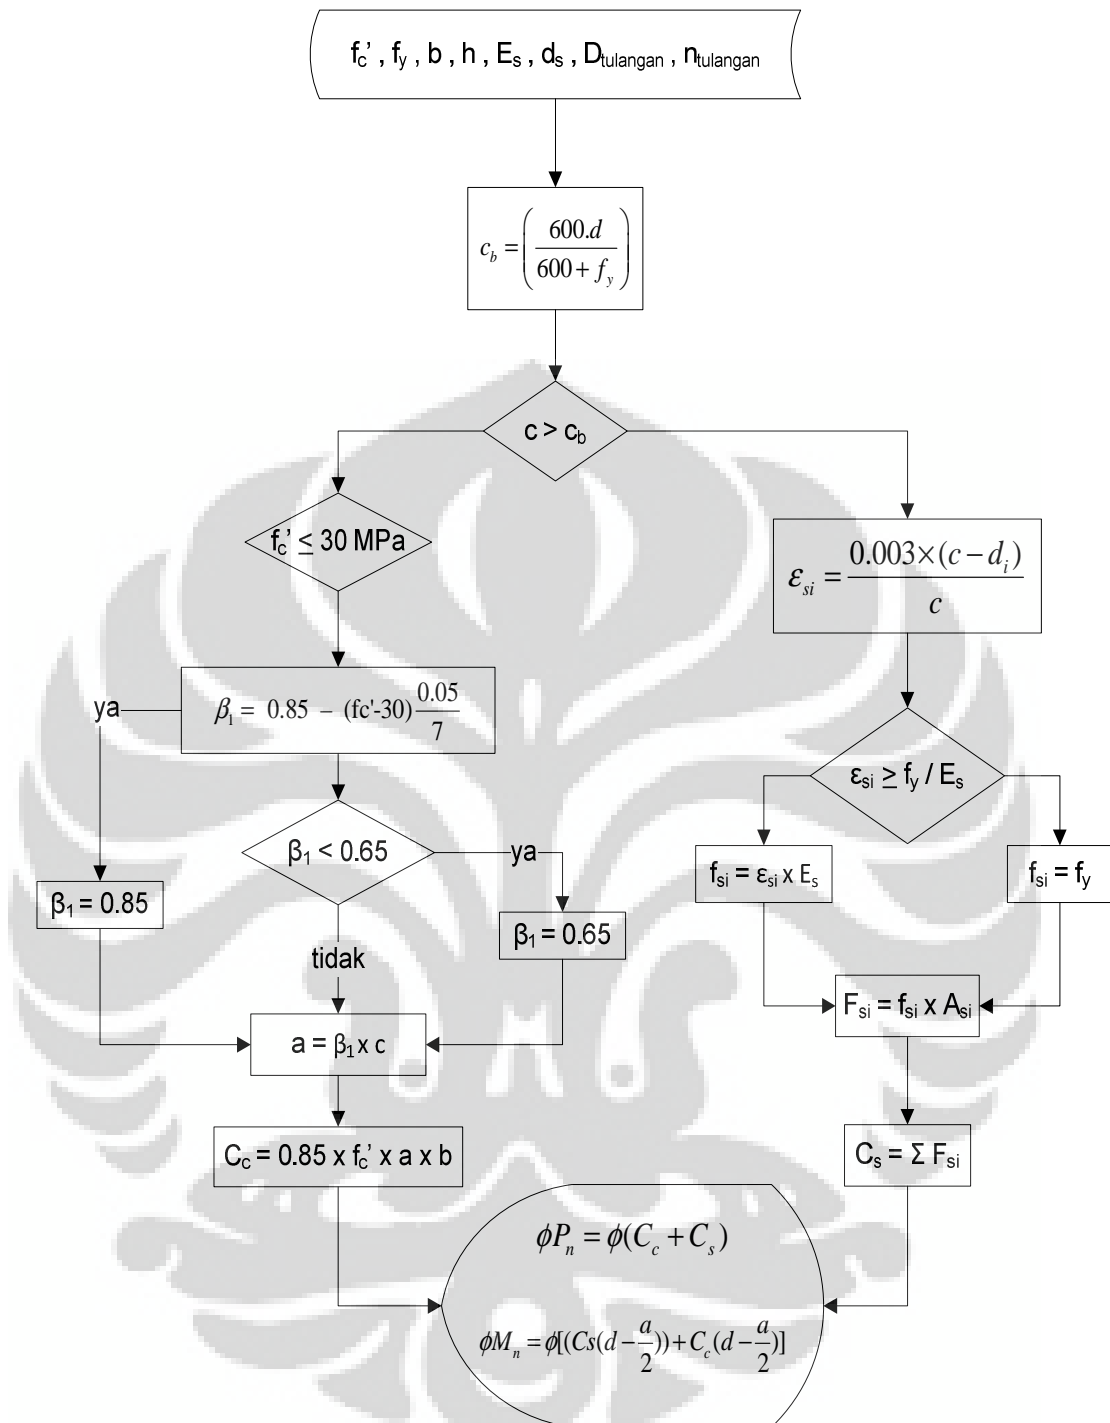 f_c' , f_y , b , h , E_s , d_s , D_tulangan , n_tulangan
c_b = ( 600.d / 600 + f_y )
c > c_b
f_c' ≤ 30 MPa
ε_si = 0.003×(c − d_i) / c
ya
β_1 = 0.85 – (fc'-30) 0.05 / 7
ε_si ≥ f_y / E_s
β_1 < 0.65
ya
f_si = ε_si x E_s
f_si = f_y
β_1 = 0.85
β_1 = 0.65
tidak
F_si = f_si x A_si
a = β_1 x c
C_c = 0.85 x f_c' x a x b
C_s = Σ F_si
ϕP_n = ϕ(C_c + C_s)
ϕM_n = ϕ[(Cs(d − a/2)) + C_c(d − a/2)]